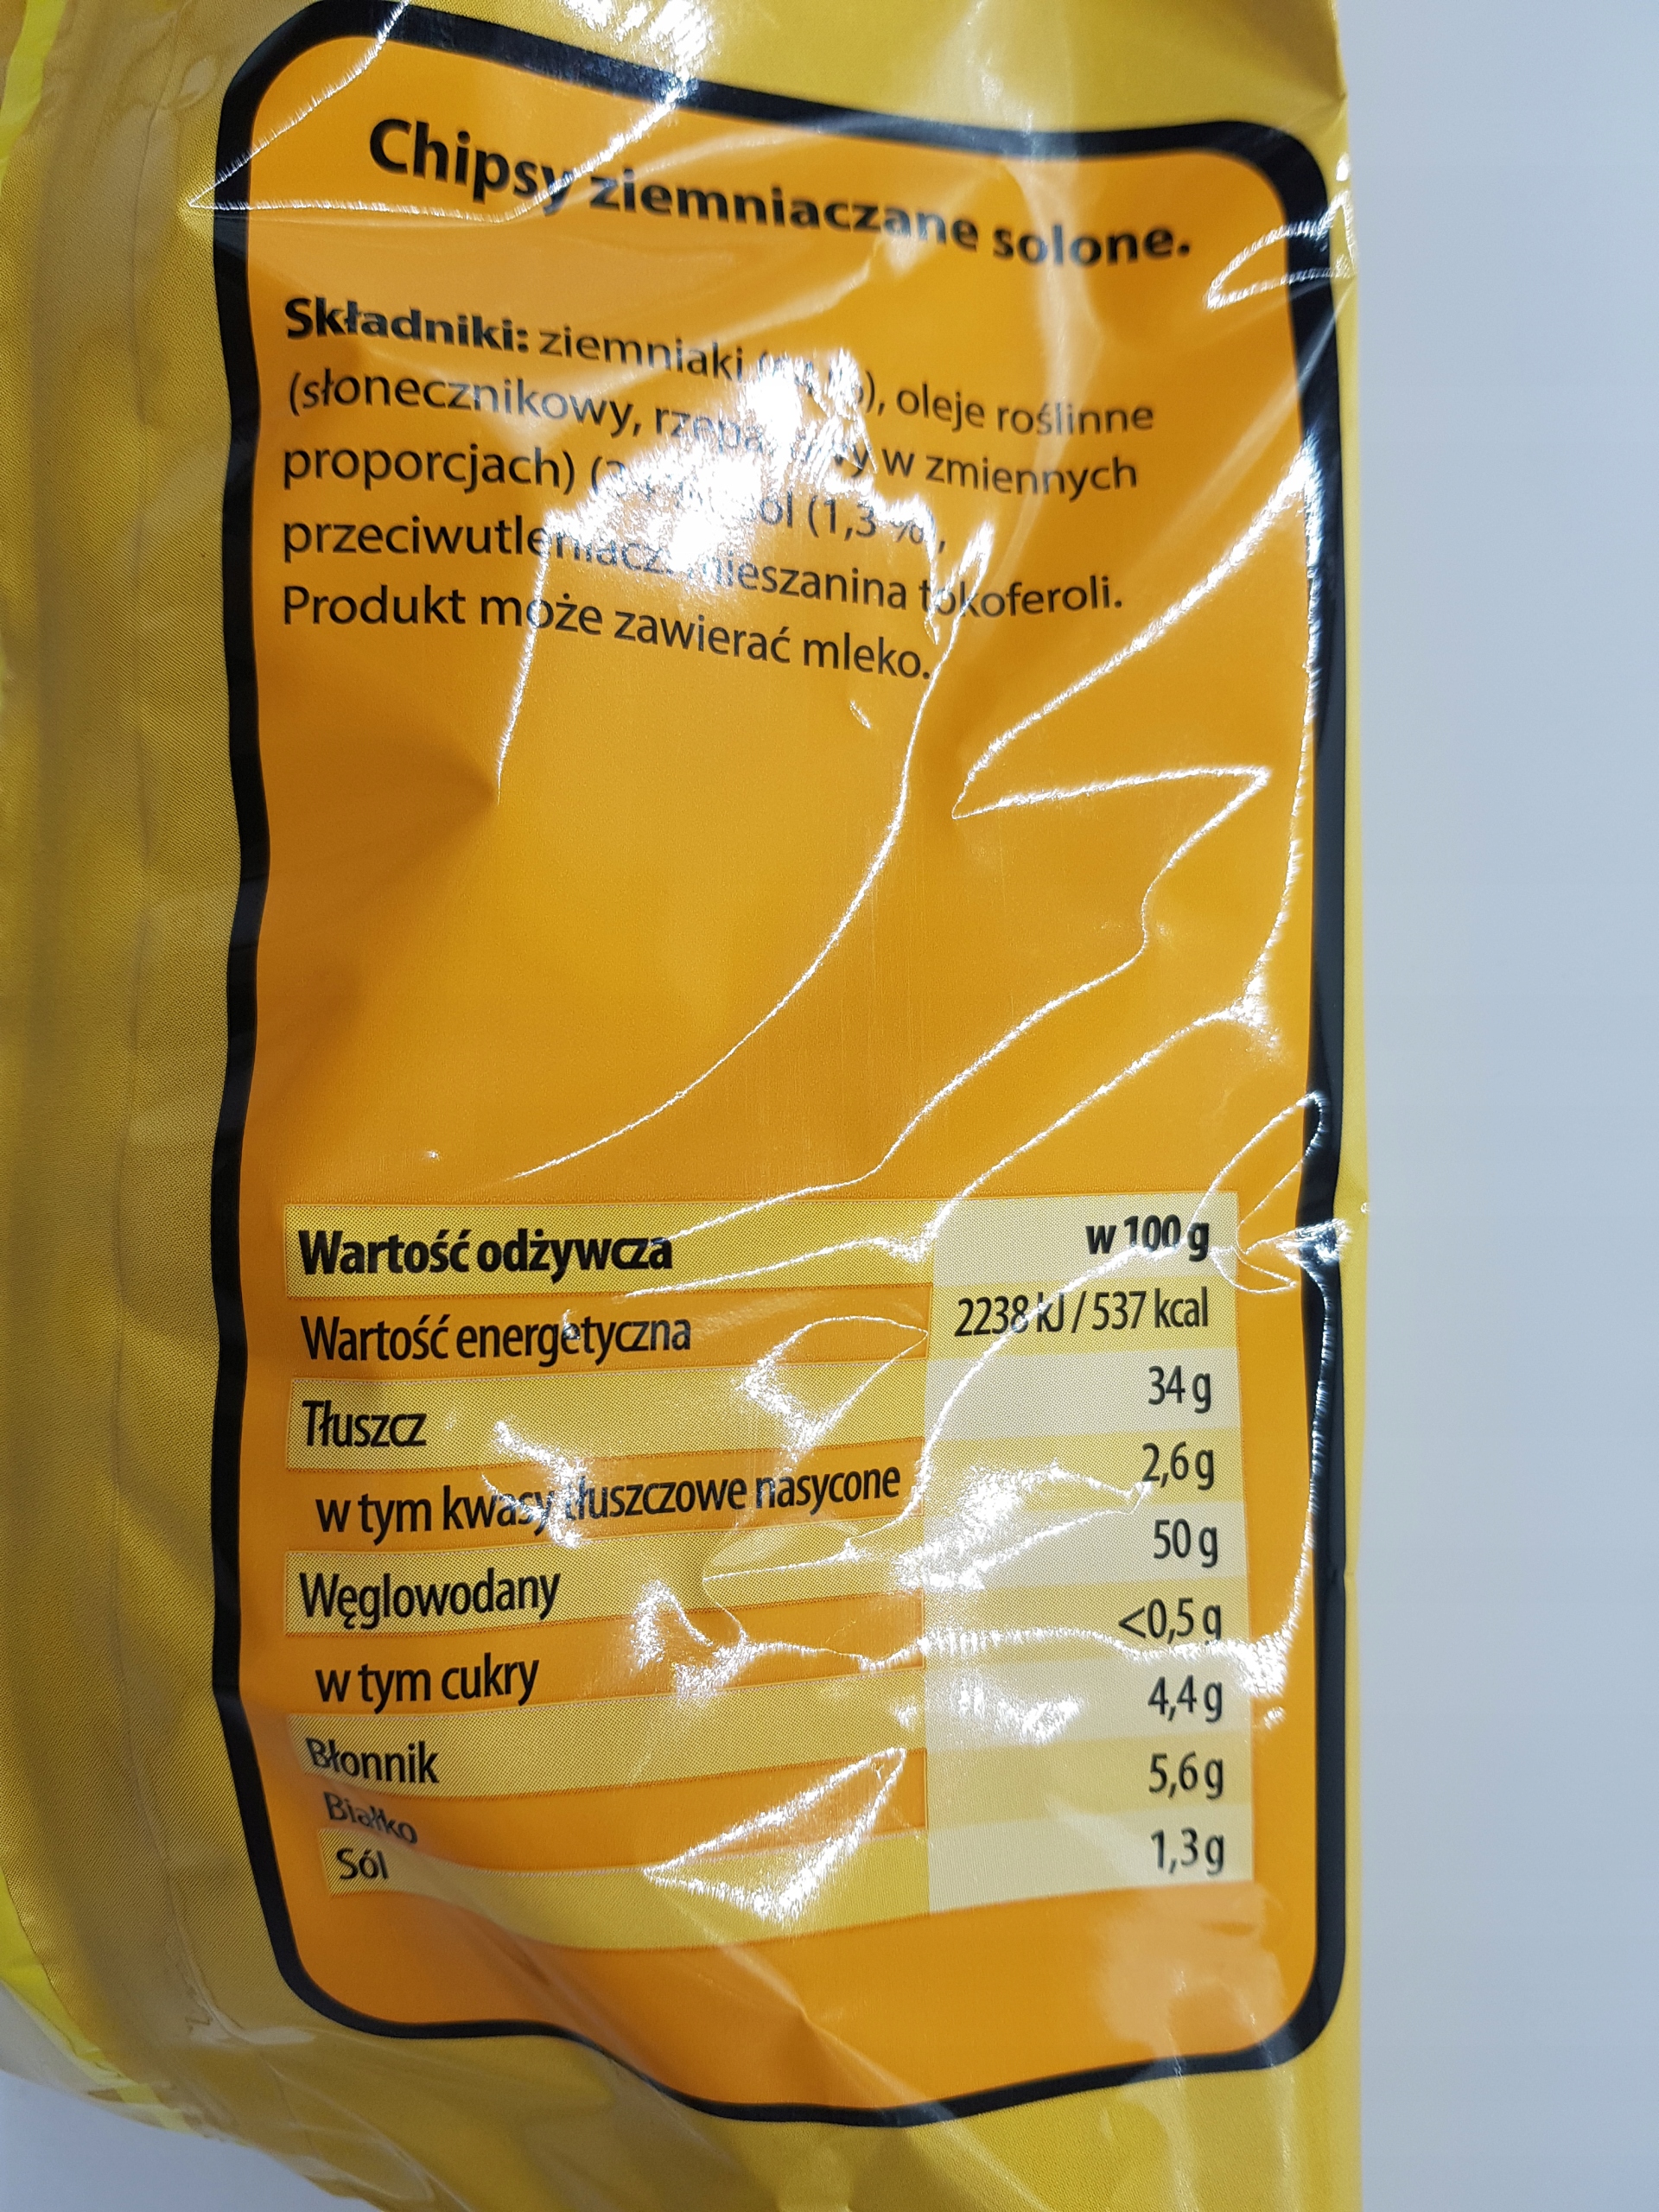 Chipsy ziemniaczane solone.
Składniki: ziemniaki oleje roślinne
(słonecznikowy, w zmiennych
proporcjach) (1,3 %),
przeciwutleniacz: mieszanina tokoferoli.
Produkt może zawierać mleko.
Wartość odżywcza w 100 g
Wartość energetyczna 2238 kJ / 537 kcal
Tłuszcz 34 g
w tym kwasy tłuszczowe nasycone 2,6 g
Węglowodany 50 g
w tym cukry <0,5 g
Błonnik 4,4 g
Białko 5,6 g
Sól 1,3 g